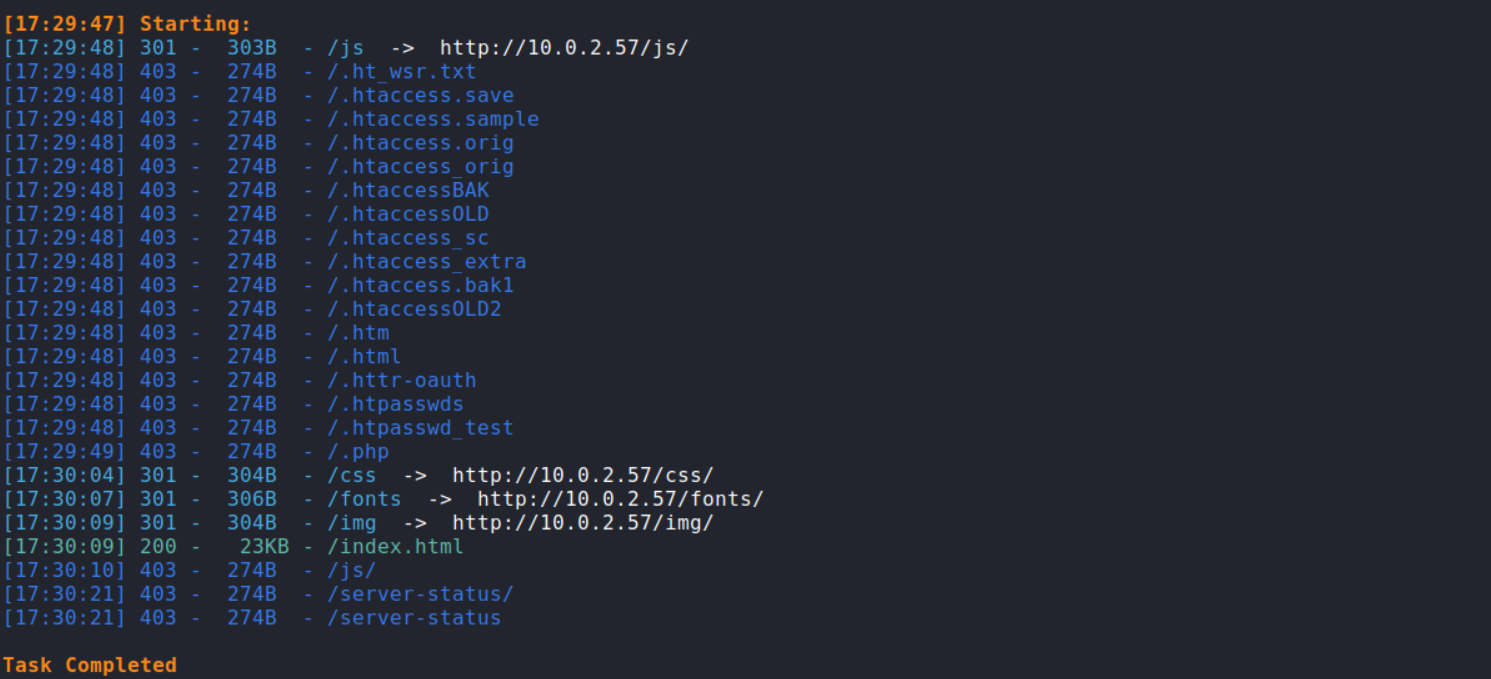 [17:29:47] Starting:
[17:29:48] 301 -  303B  - /js  ->  http://10.0.2.57/js/
[17:29:48] 403 -  274B  - /.ht_wsr.txt
[17:29:48] 403 -  274B  - /.htaccess.save
[17:29:48] 403 -  274B  - /.htaccess.sample
[17:29:48] 403 -  274B  - /.htaccess.orig
[17:29:48] 403 -  274B  - /.htaccess_orig
[17:29:48] 403 -  274B  - /.htaccessBAK
[17:29:48] 403 -  274B  - /.htaccessOLD
[17:29:48] 403 -  274B  - /.htaccess_sc
[17:29:48] 403 -  274B  - /.htaccess_extra
[17:29:48] 403 -  274B  - /.htaccess.bak1
[17:29:48] 403 -  274B  - /.htaccessOLD2
[17:29:48] 403 -  274B  - /.htm
[17:29:48] 403 -  274B  - /.html
[17:29:48] 403 -  274B  - /.httr-oauth
[17:29:48] 403 -  274B  - /.htpasswds
[17:29:48] 403 -  274B  - /.htpasswd_test
[17:29:49] 403 -  274B  - /.php
[17:30:04] 301 -  304B  - /css  ->  http://10.0.2.57/css/
[17:30:07] 301 -  306B  - /fonts  ->  http://10.0.2.57/fonts/
[17:30:09] 301 -  304B  - /img  ->  http://10.0.2.57/img/
[17:30:09] 200 -   23KB - /index.html
[17:30:10] 403 -  274B  - /js/
[17:30:21] 403 -  274B  - /server-status/
[17:30:21] 403 -  274B  - /server-status
Task Completed